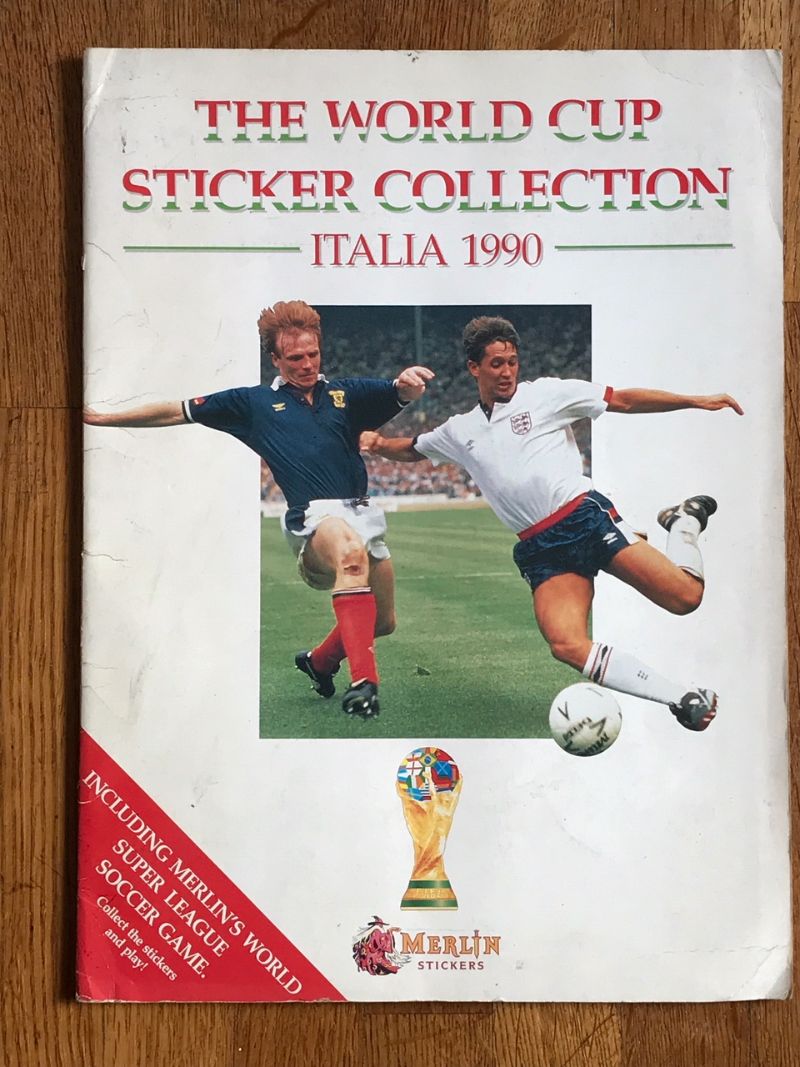 THE WORLD CUP
STICKER COLLECTION
ITALIA 1990
INCLUDING MERLIN'S WORLD
SUPER LEAGUE
SOCCER GAME.
Collect the stickers
and play!
MERLIN
STICKERS